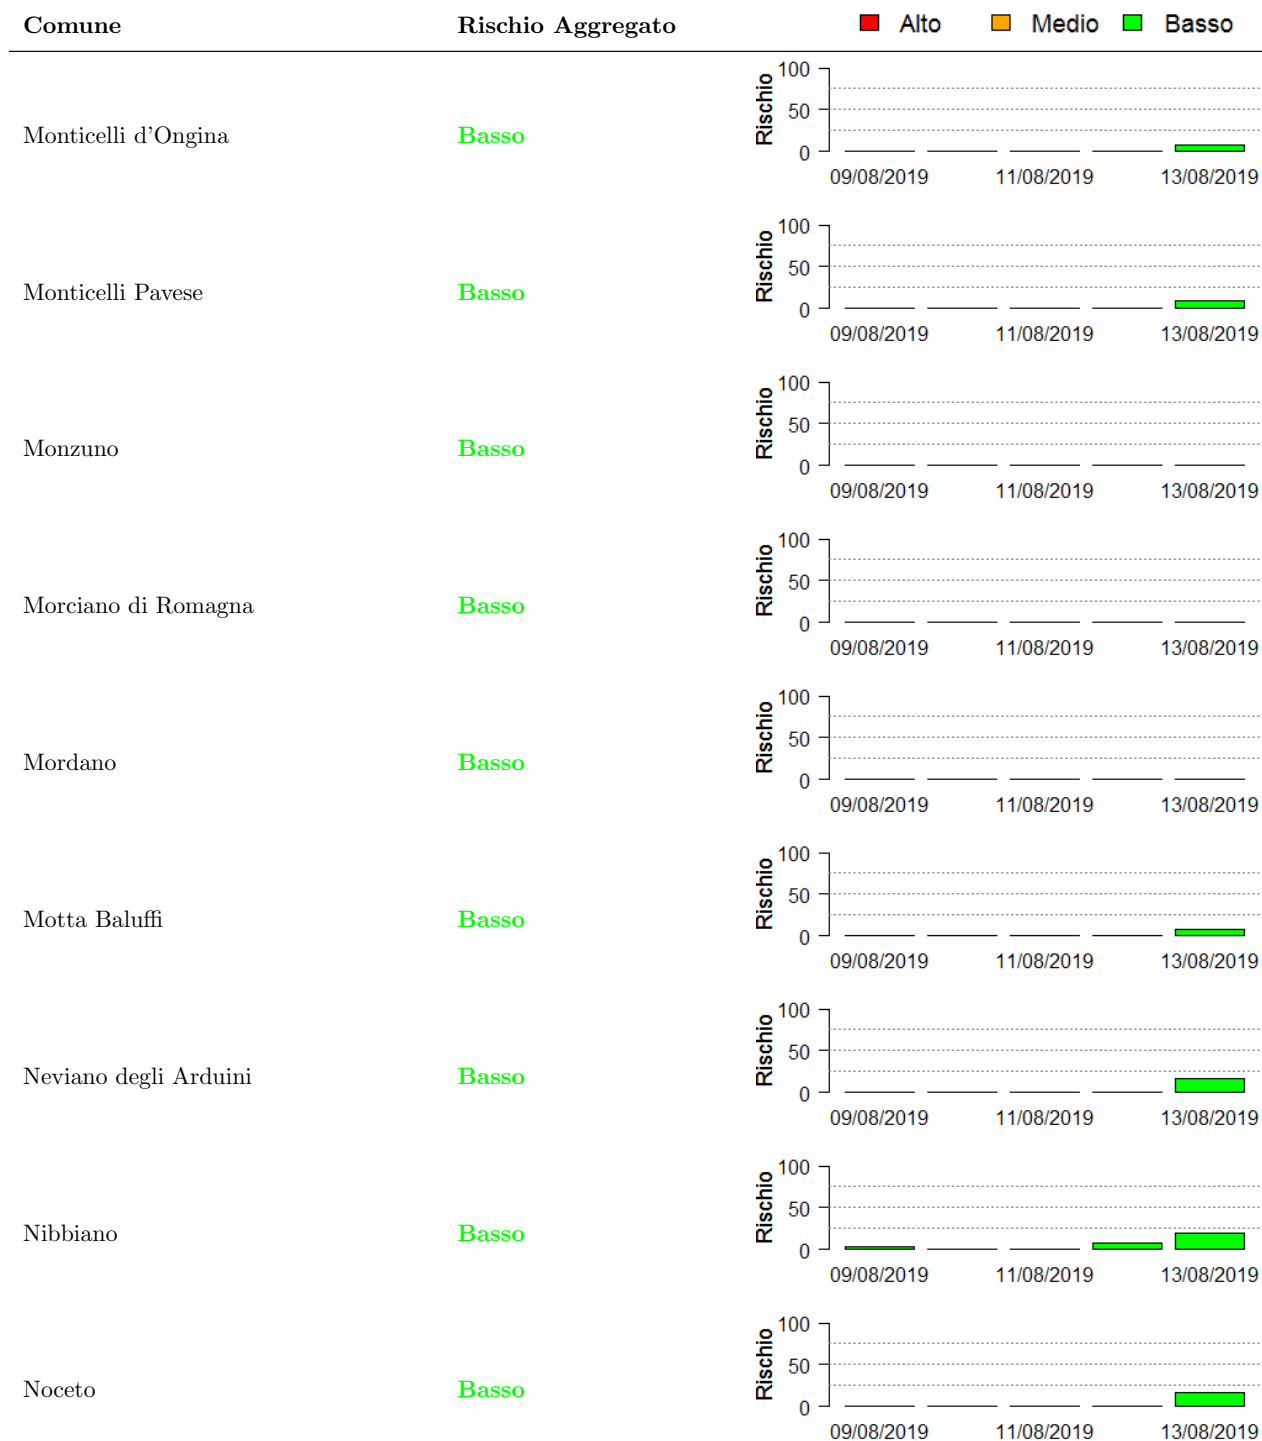 Comune Rischio Aggregato Alto Medio Basso
Monticelli d'Ongina Basso
Rischio
100
50
0
09/08/2019 11/08/2019 13/08/2019
Monticelli Pavese Basso
Rischio
100
50
0
09/08/2019 11/08/2019 13/08/2019
Monzuno Basso
Rischio
100
50
0
09/08/2019 11/08/2019 13/08/2019
Morciano di Romagna Basso
Rischio
100
50
0
09/08/2019 11/08/2019 13/08/2019
Mordano Basso
Rischio
100
50
0
09/08/2019 11/08/2019 13/08/2019
Motta Baluffi Basso
Rischio
100
50
0
09/08/2019 11/08/2019 13/08/2019
Neviano degli Arduini Basso
Rischio
100
50
0
09/08/2019 11/08/2019 13/08/2019
Nibbiano Basso
Rischio
100
50
0
09/08/2019 11/08/2019 13/08/2019
Noceto Basso
Rischio
100
50
0
09/08/2019 11/08/2019 13/08/2019